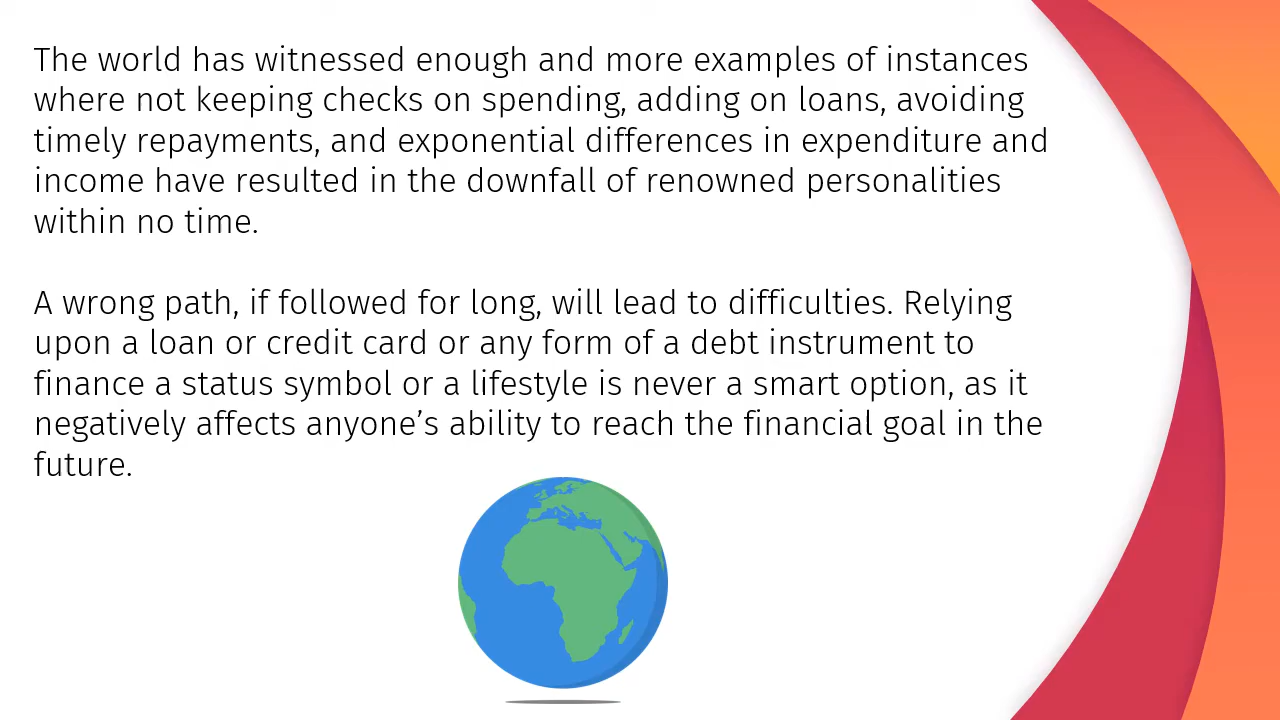 The world has witnessed enough and more examples of instances
where not keeping checks on spending, adding on loans, avoiding
timely repayments, and exponential differences in expenditure and
income have resulted in the downfall of renowned personalities
within no time.
A wrong path, if followed for long, will lead to difficulties. Relying
upon a loan or credit card or any form of a debt instrument to
finance a status symbol or a lifestyle is never a smart option, as it
negatively affects anyone’s ability to reach the financial goal in the
future.